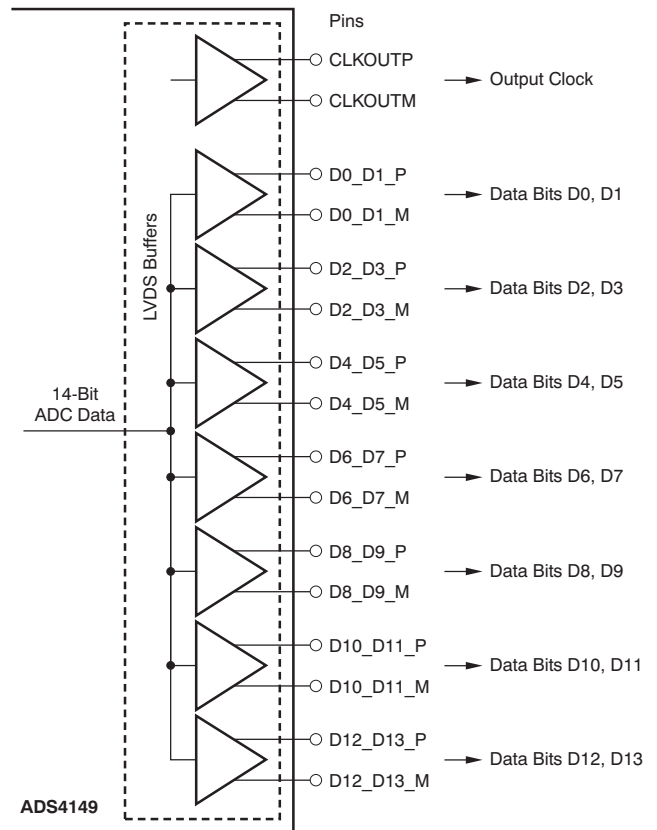 Pins
CLKOUTP
CLKOUTM
Output Clock
D0_D1_P
D0_D1_M
Data Bits D0, D1
D2_D3_P
D2_D3_M
Data Bits D2, D3
D4_D5_P
D4_D5_M
Data Bits D4, D5
D6_D7_P
D6_D7_M
Data Bits D6, D7
D8_D9_P
D8_D9_M
Data Bits D8, D9
D10_D11_P
D10_D11_M
Data Bits D10, D11
D12_D13_P
D12_D13_M
Data Bits D12, D13
LVDS Buffers
14-Bit
ADC Data
ADS4149